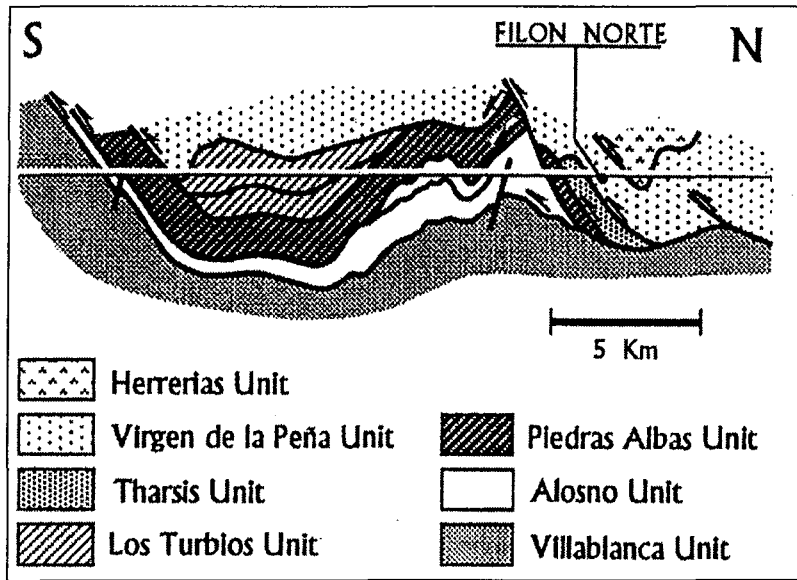 S
FILON NORTE
N
5 Km
Herrerias Unit
Virgen de la Peña Unit
Tharsis Unit
Los Turbios Unit
Piedras Albas Unit
Alosno Unit
Villablanca Unit